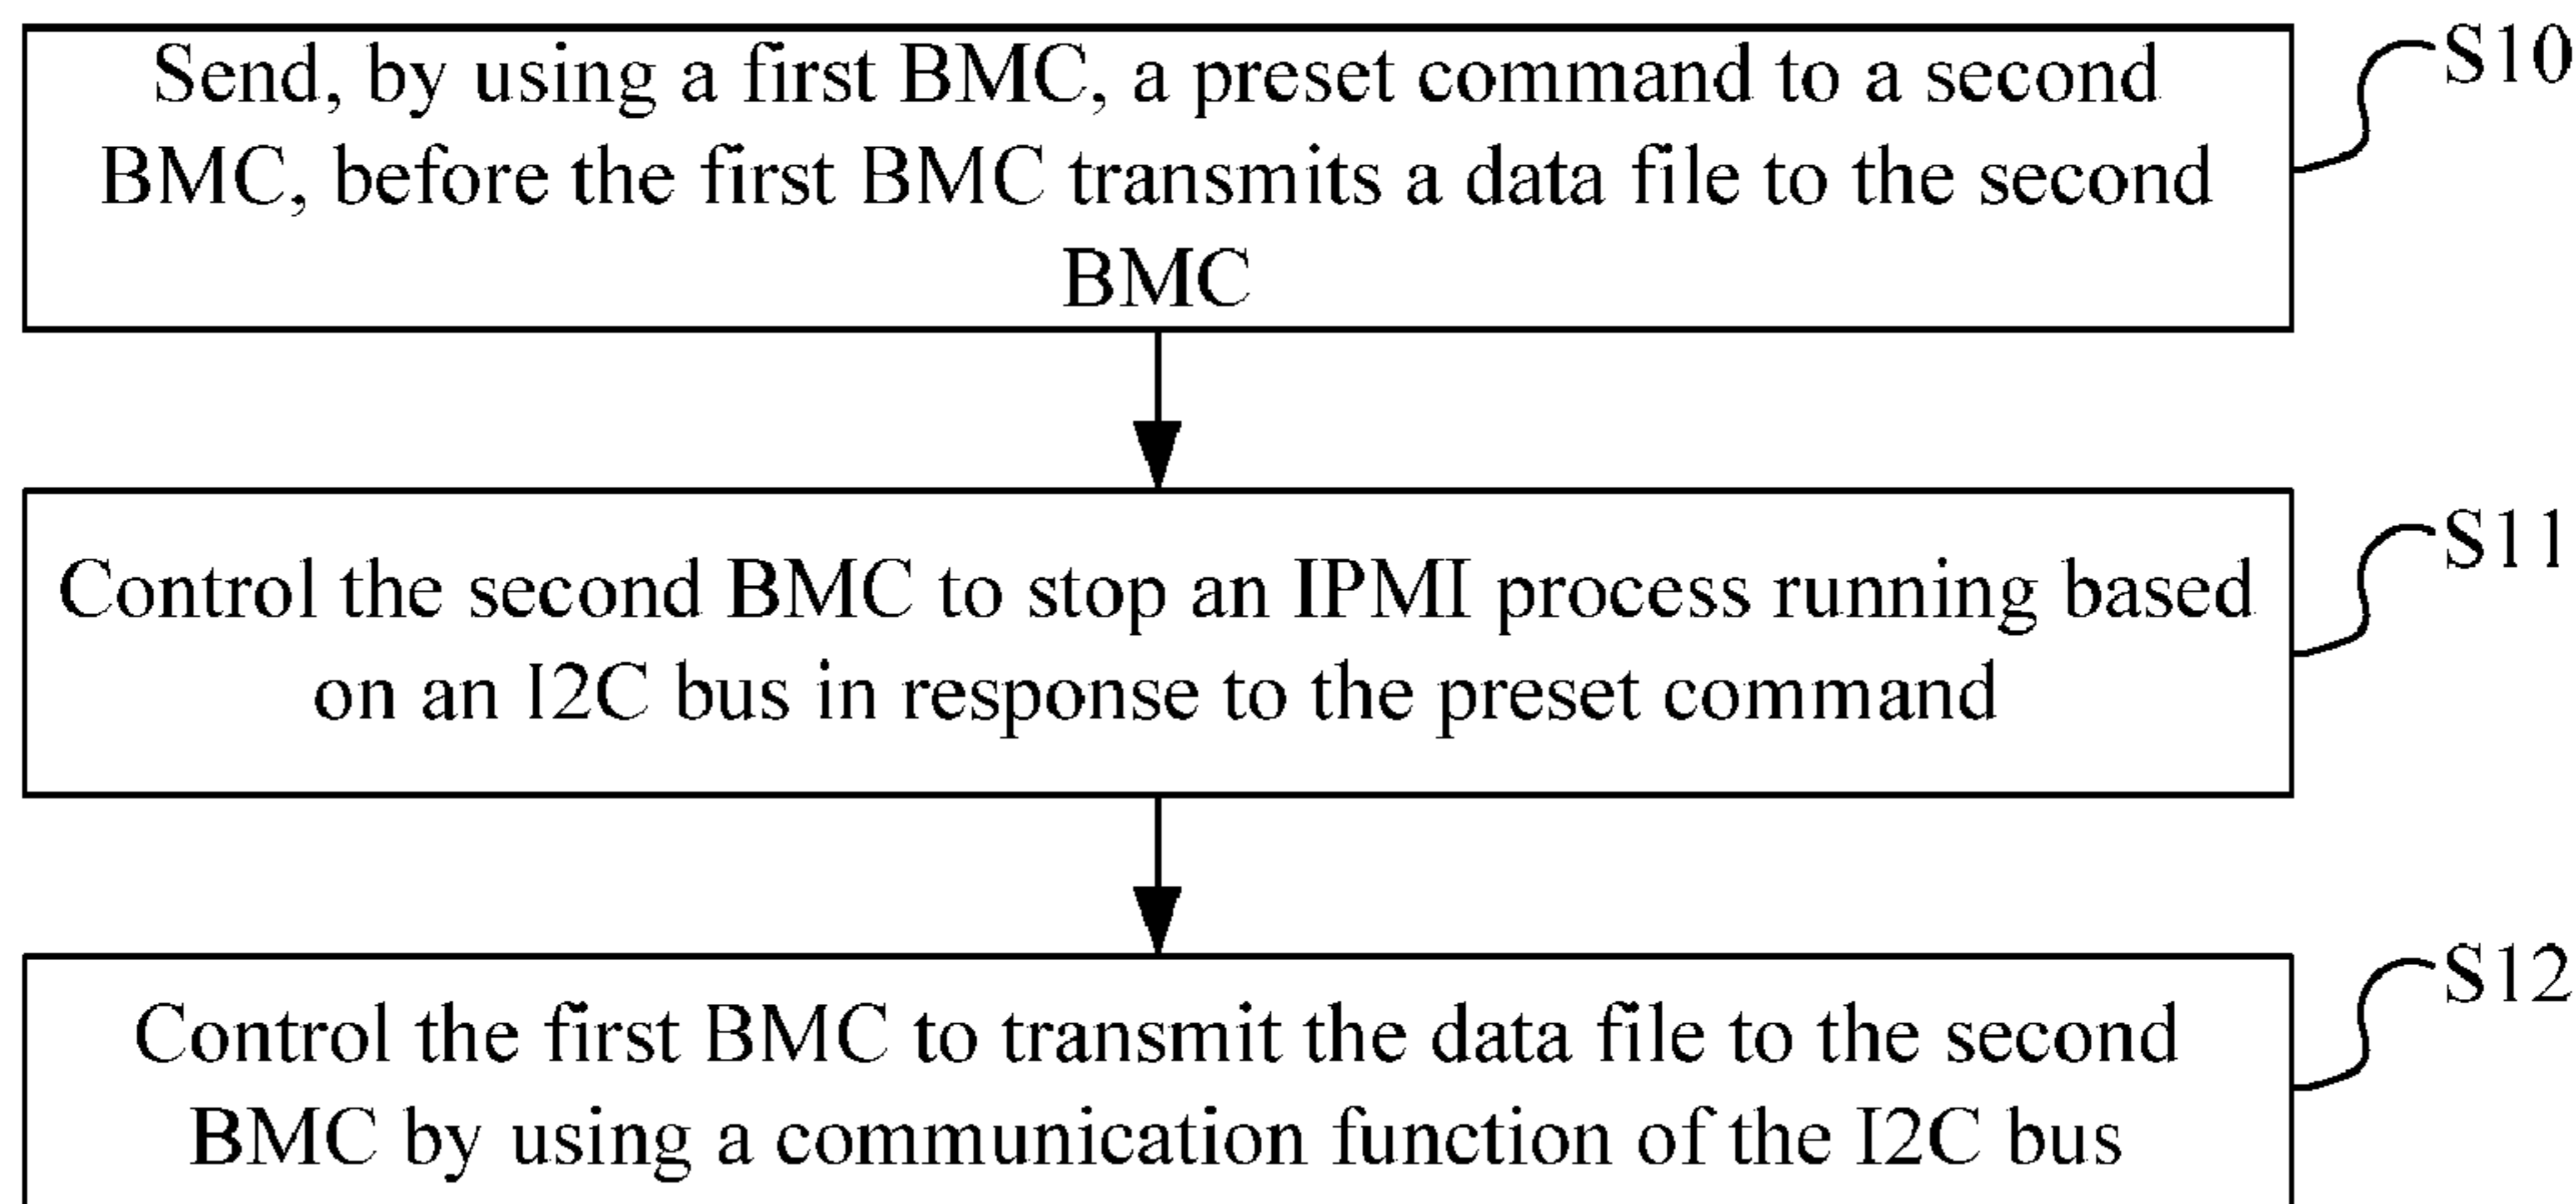 Send, by using a first BMC, a preset command to a second
BMC, before the first BMC transmits a data file to the second
BMC
S10
Control the second BMC to stop an IPMI process running based
on an I2C bus in response to the preset command
S11
Control the first BMC to transmit the data file to the second
BMC by using a communication function of the I2C bus
S12